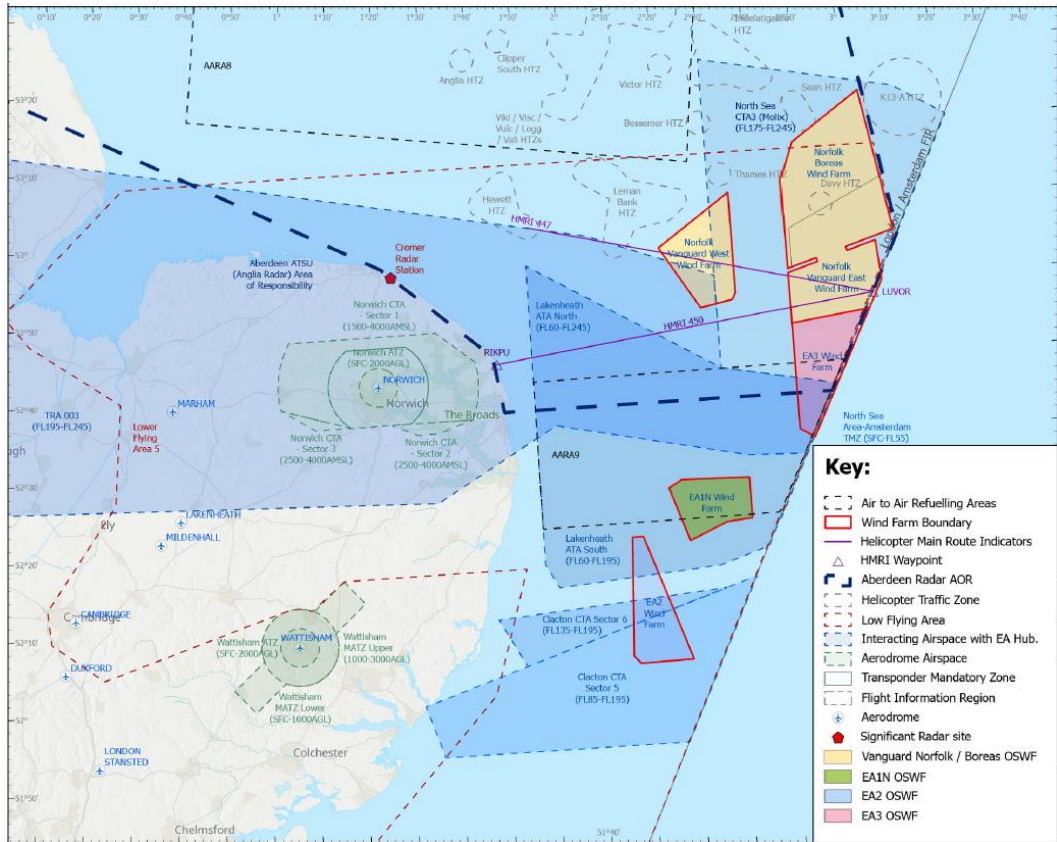 0°10'
0°20'
0°30'
0°40'
0°50'
1°
1°10'
1°20'
1°30'
1°40'
1°50'
2°
2°10'
2°20'
HTZ
3°
3°10'
3°20'
3°30'
3°40'
AARA8
Anglia HTZ
Clipper
South HTZ
Victor HTZ
Sean HTZ
K13-A HTZ
53°20'
Viki / Visc /
Vulc / Logg
/ Vali HTZs
Bessemer HTZ
North Sea
CTA3 (Molix)
(FL175-FL245)
Norfolk
Boreas
Wind Farm
53°10'
Thames HTZ
Davy HTZ
London / Amsterdam FIR
Hewett
HTZ
Leman
Bank
HTZ
HMRI 447
53°
Cromer
Radar
Station
Norfolk
Vanguard West
Wind Farm
Norfolk
Vanguard East
Wind Farm
LUVOR
Aberdeen ATSU
(Anglia Radar) Area
of Responsibility
Norwich CTA
- Sector 1
(1500-4000AMSL)
Lakenheath
ATA North
(FL60-FL245)
HMRI 450
52°50'
Norwich ATZ
(SFC-2000AGL)
RIKPU
EA3 Wind
Farm
NORWICH
Norwich
MARHAM
The Broads
52°40'
TRA 003
(FL195-FL245)
Lower
Flying
Area 5
Norwich CTA
- Sector 3
(2500-4000AMSL)
Norwich CTA
- Sector 2
(2500-4000AMSL)
AARA9
North Sea
Area-Amsterdam
TMZ (SFC-FL55)
52°30'
EA1N Wind
Farm
Ely
LAKENHEATH
MILDENHALL
Lakenheath
ATA South
(FL60-FL195)
52°20'
CAMBRIDGE
Cambridge
WATTISHAM
Wattisham ATZ
(SFC-2000AGL)
Wattisham
MATZ Upper
(1000-3000AGL)
Clacton CTA Sector 6
(FL135-FL195)
EA2
Wind
Farm
52°10'
DUXFORD
Wattisham
MATZ Lower
(SFC-1000AGL)
Clacton CTA
Sector 5
(FL85-FL195)
52°
LONDON
STANSTED
Colchester
51°50'
Chelmsford
51°40'
Key:
Air to Air Refuelling Areas
Wind Farm Boundary
Helicopter Main Route Indicators
HMRI Waypoint
Aberdeen Radar AOR
Helicopter Traffic Zone
Low Flying Area
Interacting Airspace with EA Hub.
Aerodrome Airspace
Transponder Mandatory Zone
Flight Information Region
Aerodrome
Significant Radar site
Vanguard Norfolk / Boreas OSWF
EA1N OSWF
EA2 OSWF
EA3 OSWF